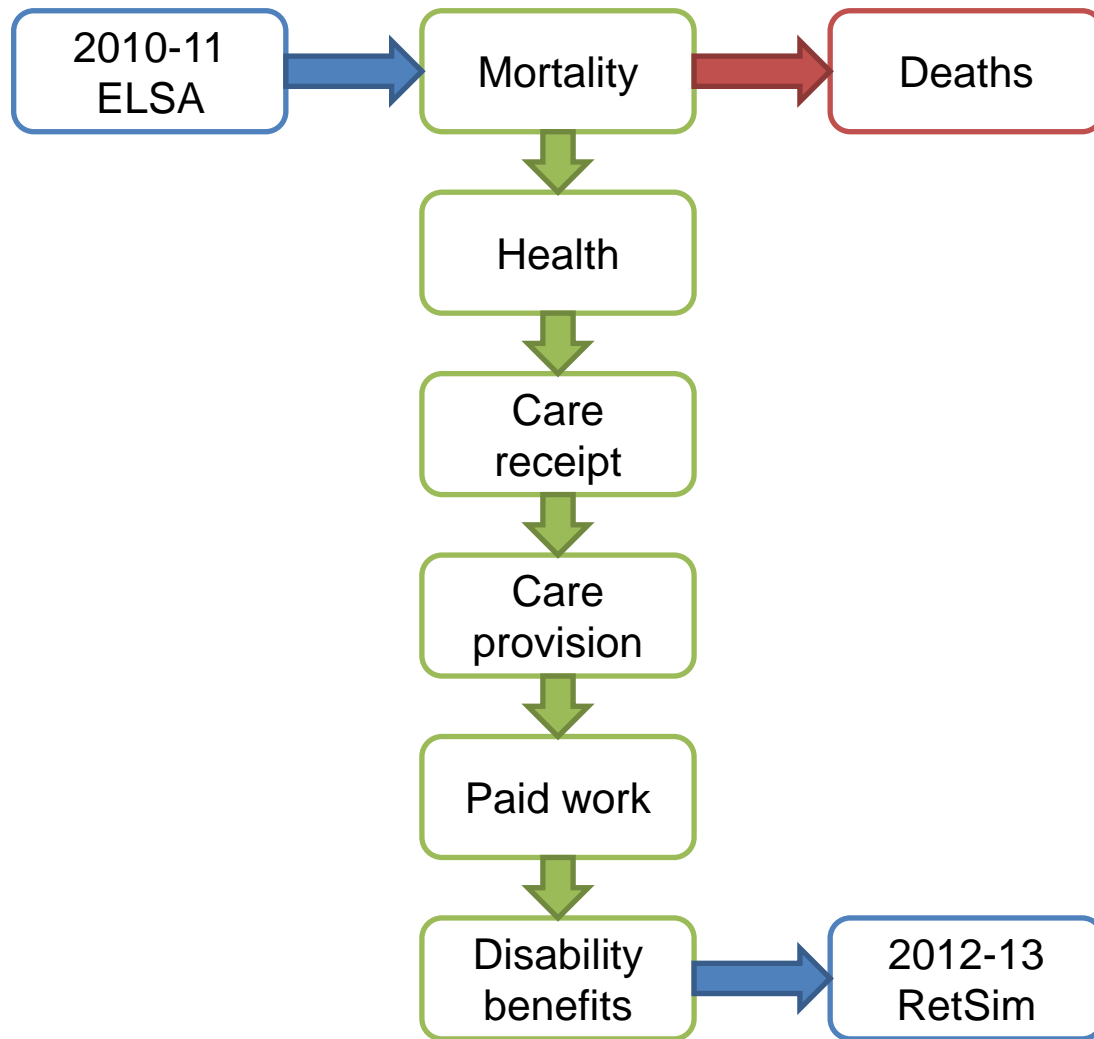 2010-11
ELSA
Mortality
Deaths
Health
Care
receipt
Care
provision
Paid work
Disability
benefits
2012-13
RetSim